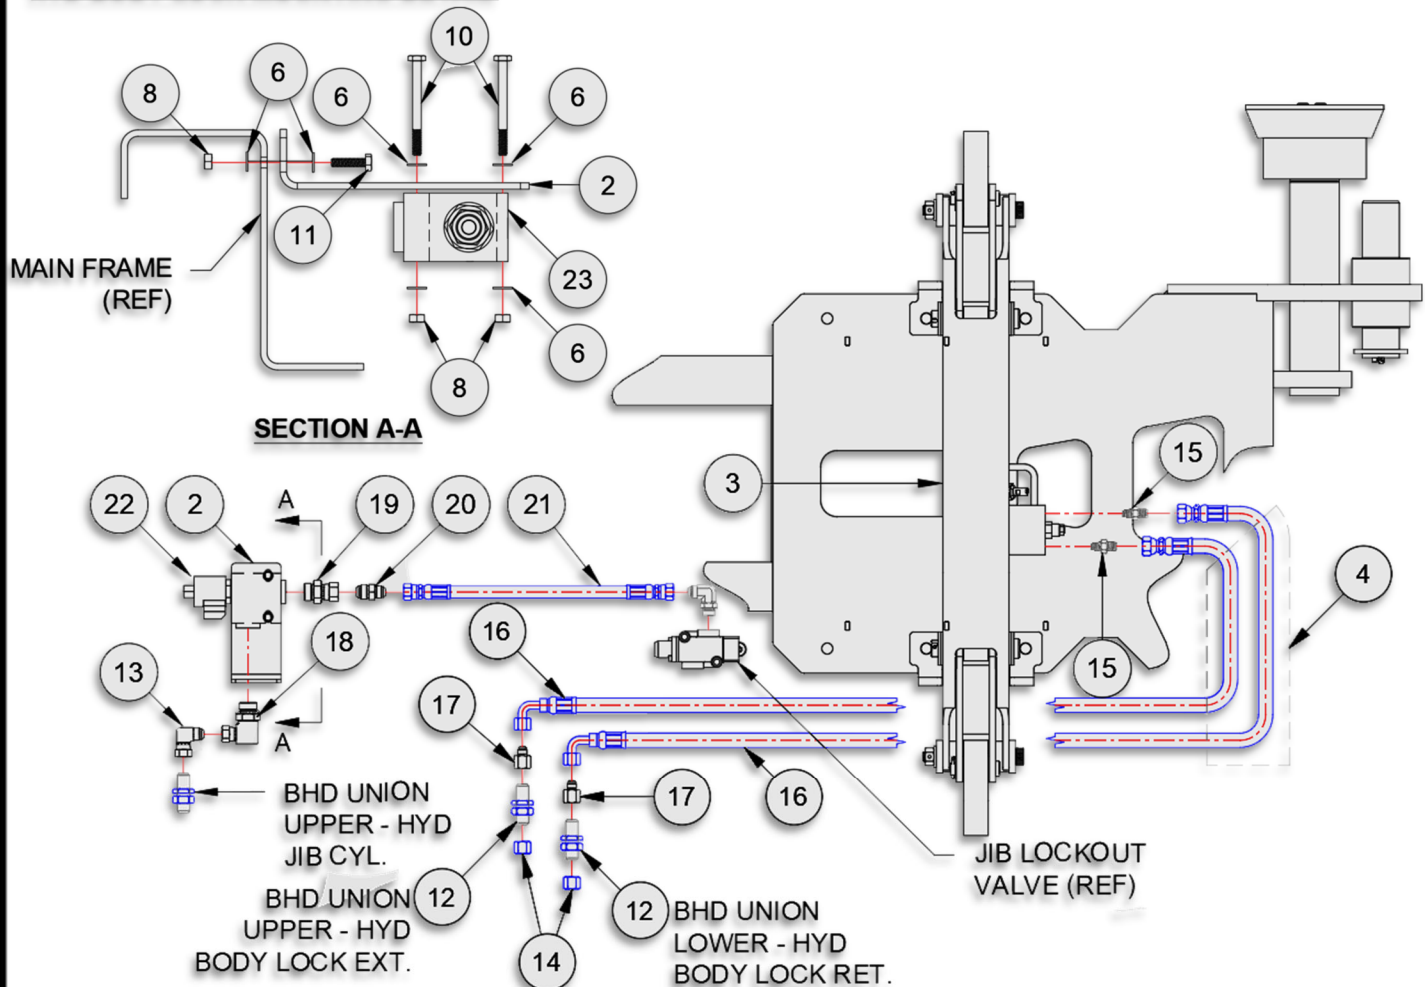 10
6
8
6
6
2
11
MAIN FRAME
(REF)
23
6
8
SECTION A-A
15
3
22
2
A
19
20
21
4
16
18
15
13
17
A
BHD UNION
UPPER - HYD
JIB CYL.
17
16
JIB LOCKOUT
VALVE (REF)
BHD UNION
UPPER - HYD
BODY LOCK EXT.
12
14
12
BHD UNION
LOWER - HYD
BODY LOCK RET.